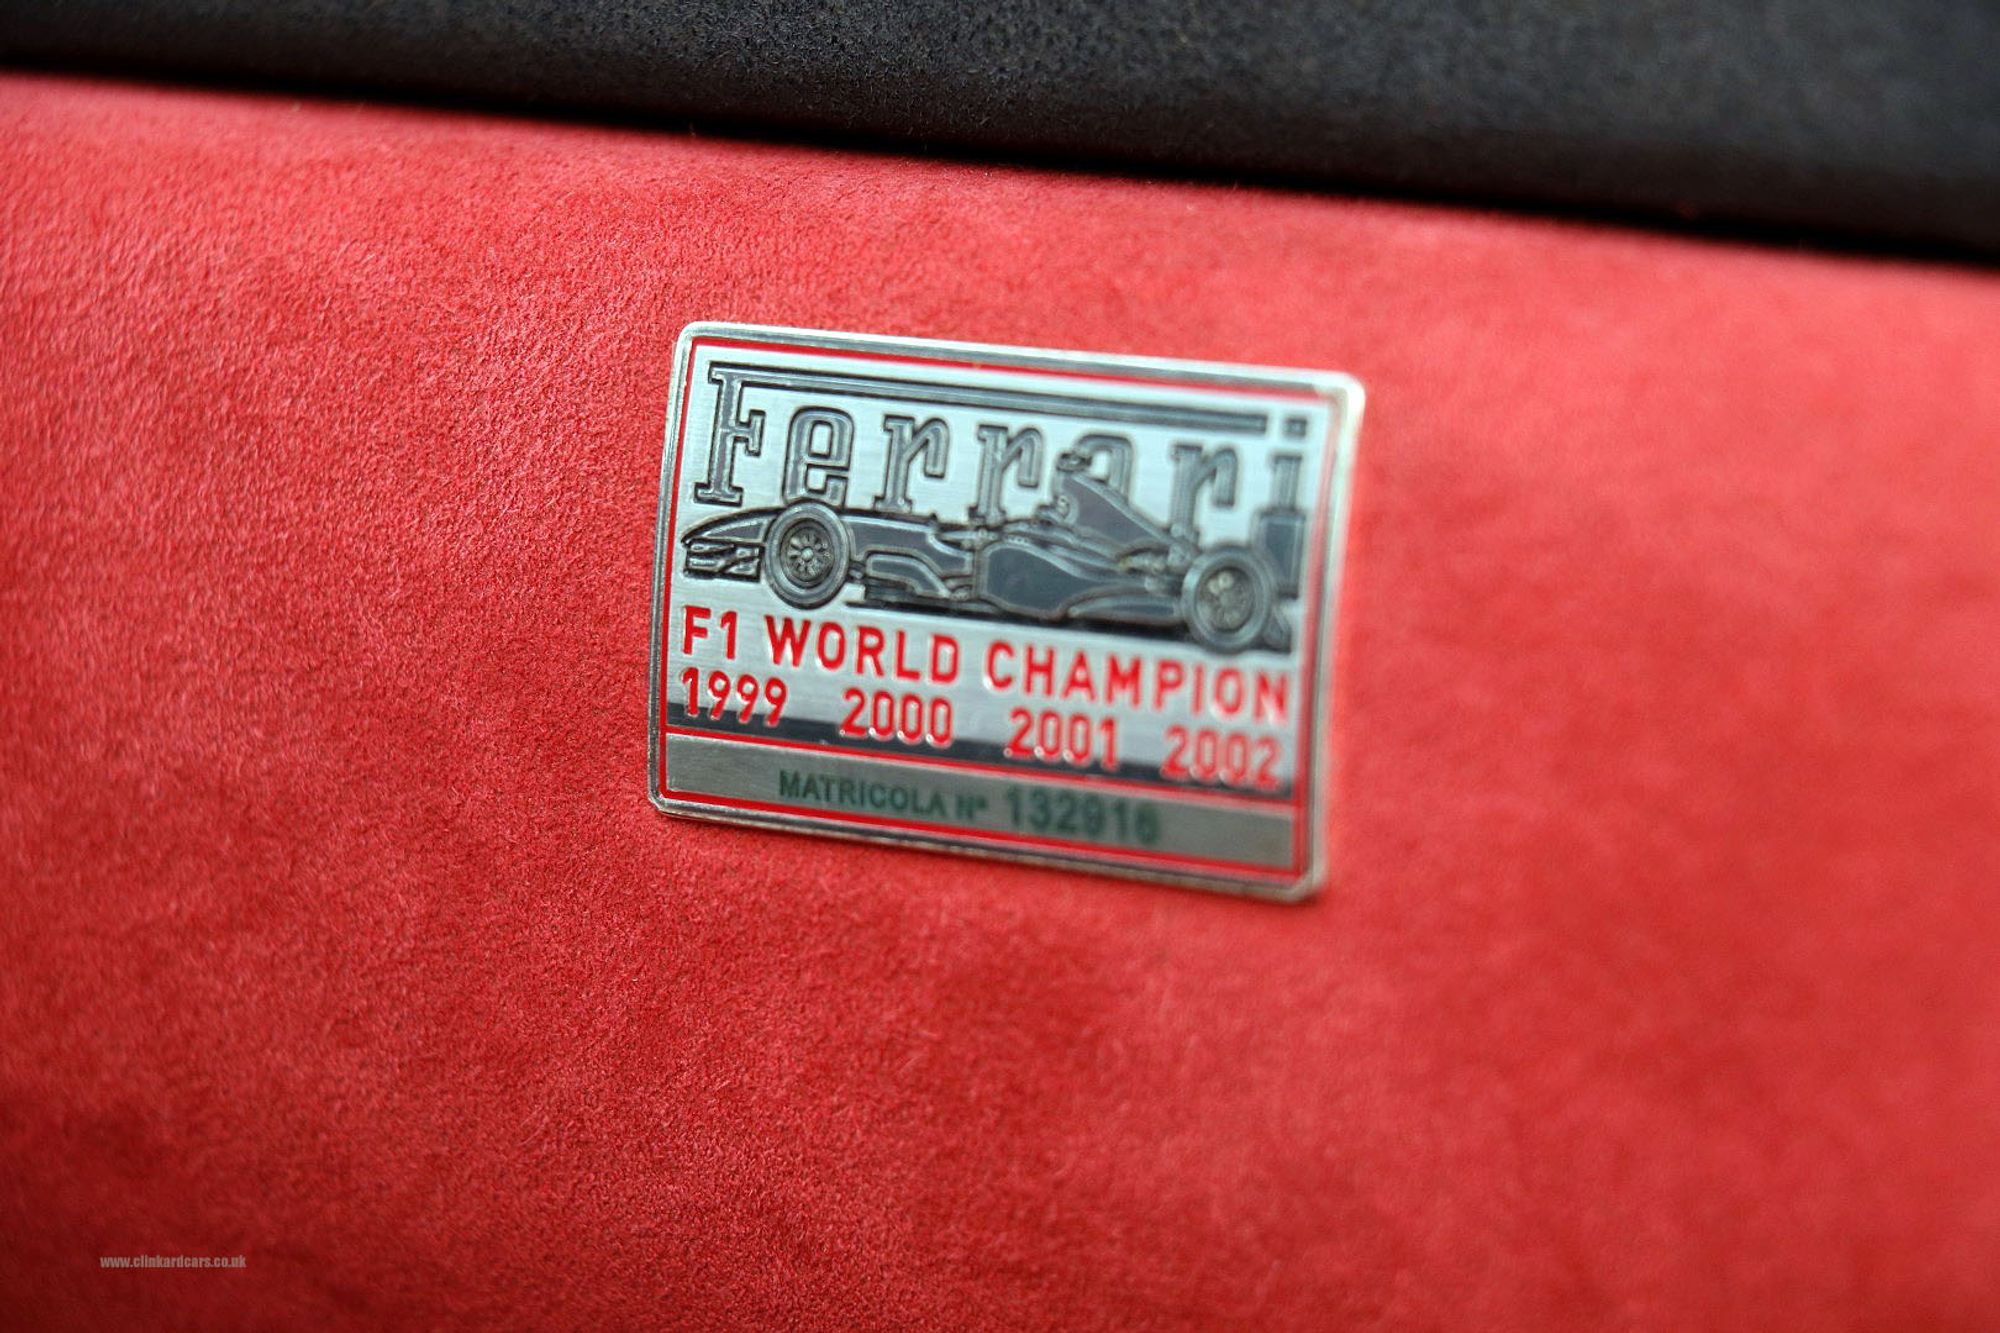 Ferrari
F1 WORLD CHAMPION
1999 2000 2001 2002
MATRICOLA Nº 132916
www.clinkardcars.co.uk